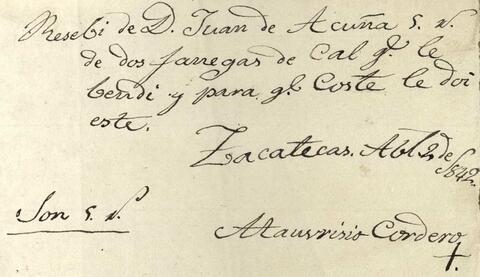 Resebi de D. Juan de Acuña 5. r.
de dos fanegas de Cal q.e le
bendi y para q.e Coste le doi
este.
Zacatecas. Abl. 2 de 1842.
Son 5. r.
Mausrisio Cordero